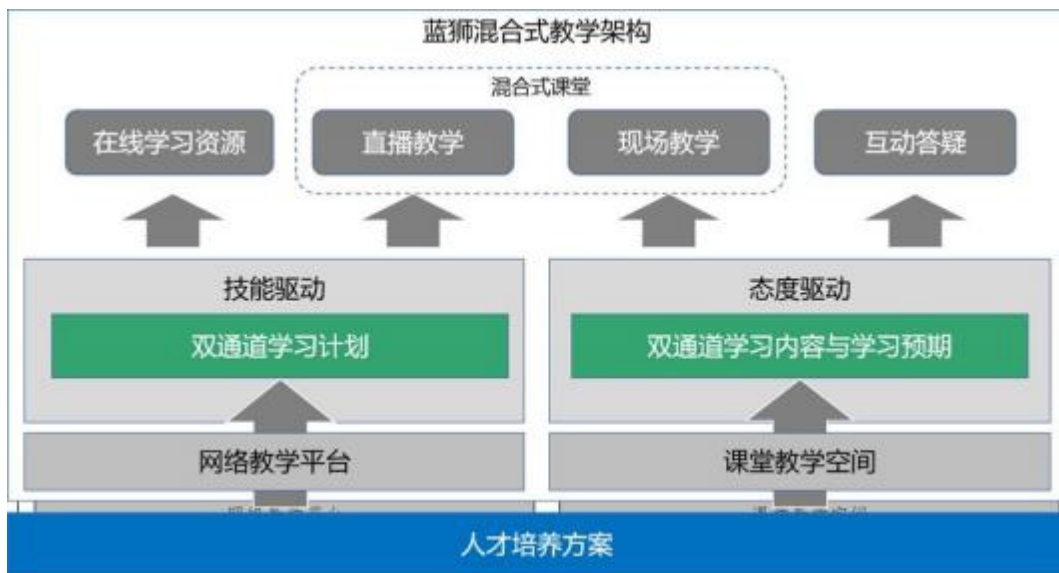 蓝狮混合式教学架构
混合式课堂
在线学习资源 直播教学 现场教学 互动答疑
技能驱动 态度驱动
双通道学习计划 双通道学习内容与学习预期
网络教学平台 课堂教学空间
人才培养方案